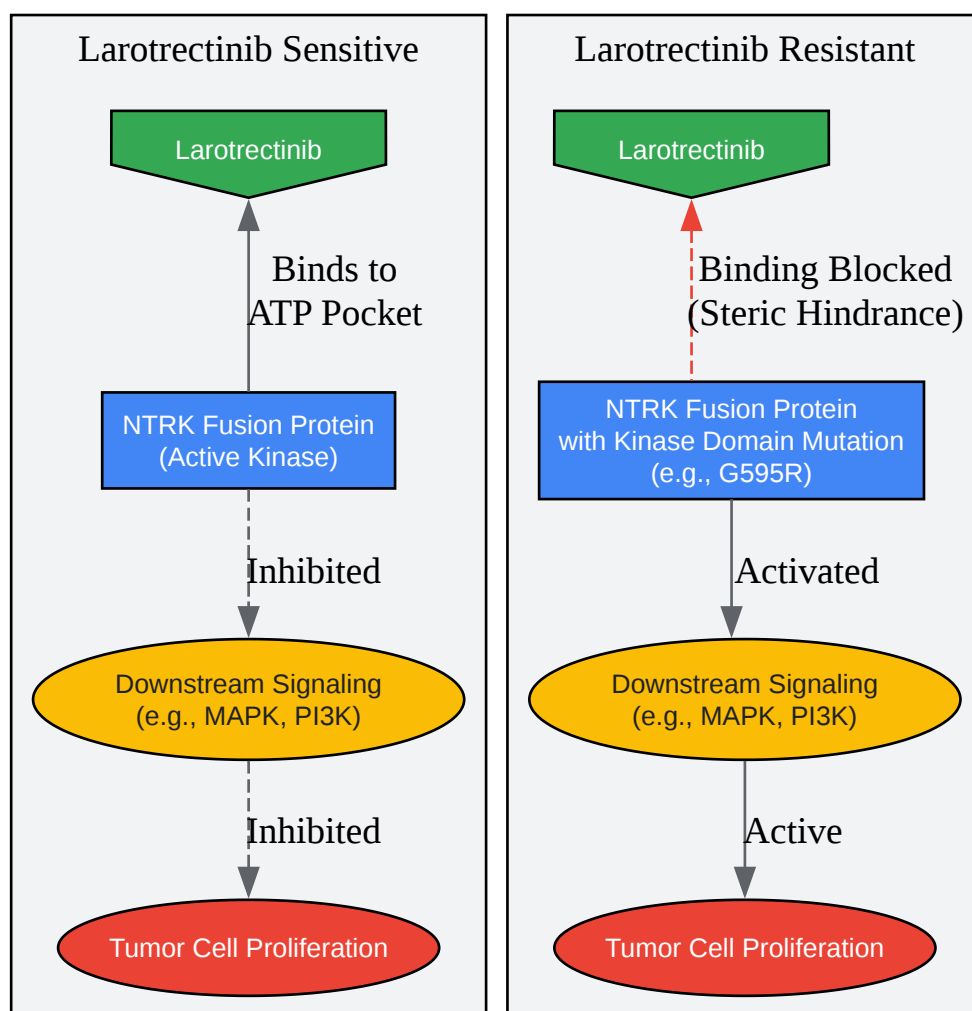 Larotrectinib Sensitive
Larotrectinib
Binds to
ATP Pocket
NTRK Fusion Protein
(Active Kinase)
Inhibited
Downstream Signaling
(e.g., MAPK, PI3K)
Inhibited
Tumor Cell Proliferation
Larotrectinib Resistant
Larotrectinib
Binding Blocked
(Steric Hindrance)
NTRK Fusion Protein
with Kinase Domain Mutation
(e.g., G595R)
Activated
Downstream Signaling
(e.g., MAPK, PI3K)
Active
Tumor Cell Proliferation